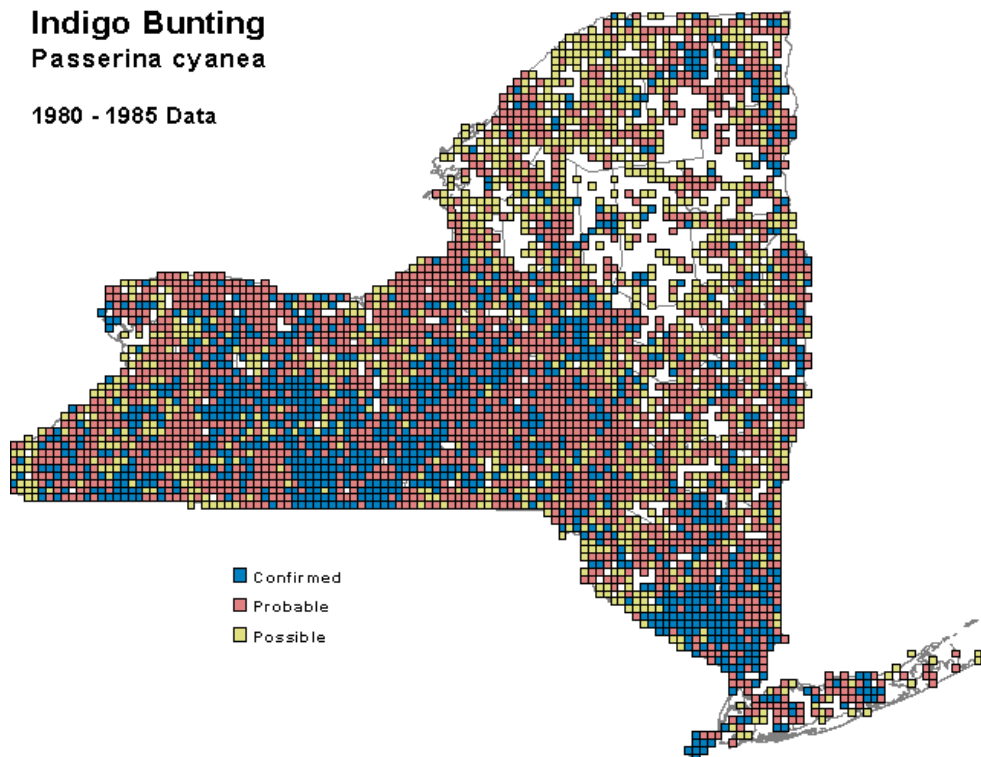 Indigo Bunting
Passerina cyanea
1980 - 1985 Data
Confirmed
Probable
Possible